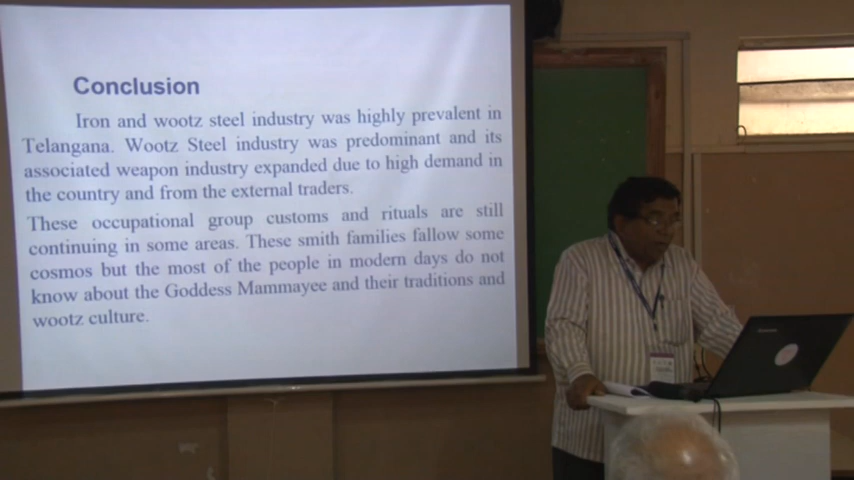 Conclusion
Iron and wootz steel industry was highly prevalent in
Telangana. Wootz Steel industry was predominant and its
associated weapon industry expanded due to high demand in
the country and from the external traders.
These occupational group customs and rituals are still
continuing in some areas. These smith families fallow some
cosmos but the most of the people in modern days do not
know about the Goddess Mammayee and their traditions and
wootz culture.